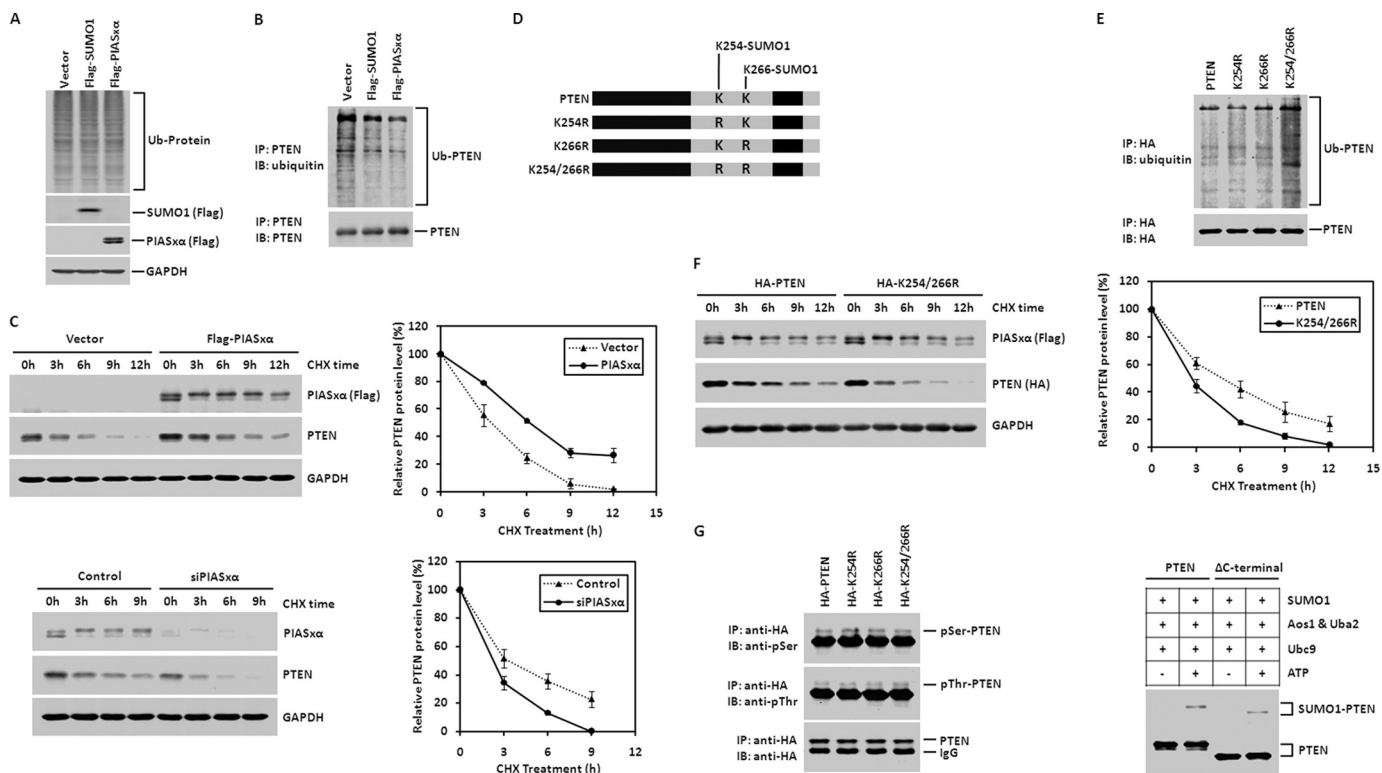 A
Vector
Flag-SUMO1
Flag-PIASxα
Ub-Protein
SUMO1 (Flag)
PIASxα (Flag)
GAPDH
B
Vector
Flag-SUMO1
Flag-PIASxα
IP: PTEN
IB: ubiquitin
Ub-PTEN
IP: PTEN
IB: PTEN
PTEN
D
K254-SUMO1
K266-SUMO1
PTEN K K
K254R R K
K266R K R
K254/266R R R
E
PTEN
K254R
K266R
K254/266R
IP: HA
IB: ubiquitin
Ub-PTEN
IP: HA
IB: HA
PTEN
C
Vector Flag-PIASxα
0h 3h 6h 9h 12h 0h 3h 6h 9h 12h CHX time
PIASxα (Flag)
PTEN
GAPDH
Relative PTEN protein level (%)
120
100
80
60
40
20
0
0 3 6 9 12 15
CHX Treatment (h)
Vector
PIASxα
Control siPIASxα
0h 3h 6h 9h 0h 3h 6h 9h CHX time
PIASxα
PTEN
GAPDH
Relative PTEN protein level (%)
120
100
80
60
40
20
0
0 3 6 9 12
CHX Treatment (h)
Control
siPIASxα
F
HA-PTEN HA-K254/266R
0h 3h 6h 9h 12h 0h 3h 6h 9h 12h CHX time
PIASxα (Flag)
PTEN (HA)
GAPDH
Relative PTEN protein level (%)
120
100
80
60
40
20
0
0 3 6 9 12 15
CHX Treatment (h)
PTEN
K254/266R
G
HA-PTEN
HA-K254R
HA-K266R
HA-K254/266R
IP: anti-HA
IB: anti-pSer
pSer-PTEN
IP: anti-HA
IB: anti-pThr
pThr-PTEN
IP: anti-HA
IB: anti-HA
PTEN
IgG
PTEN ΔC-terminal
+ + + + SUMO1
+ + + + Aos1 & Uba2
+ + + + Ubc9
- + - + ATP
SUMO1-PTEN
PTEN